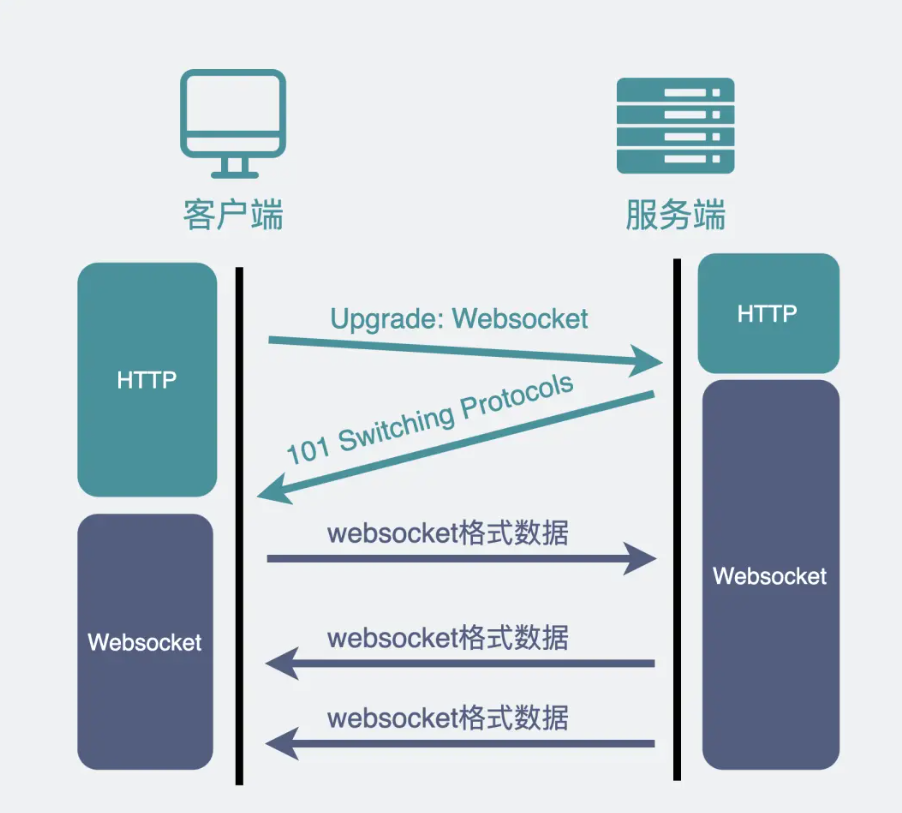 客户端
服务端
HTTP
Upgrade: Websocket
HTTP
101 Switching Protocols
websocket格式数据
Websocket
websocket格式数据
Websocket
websocket格式数据